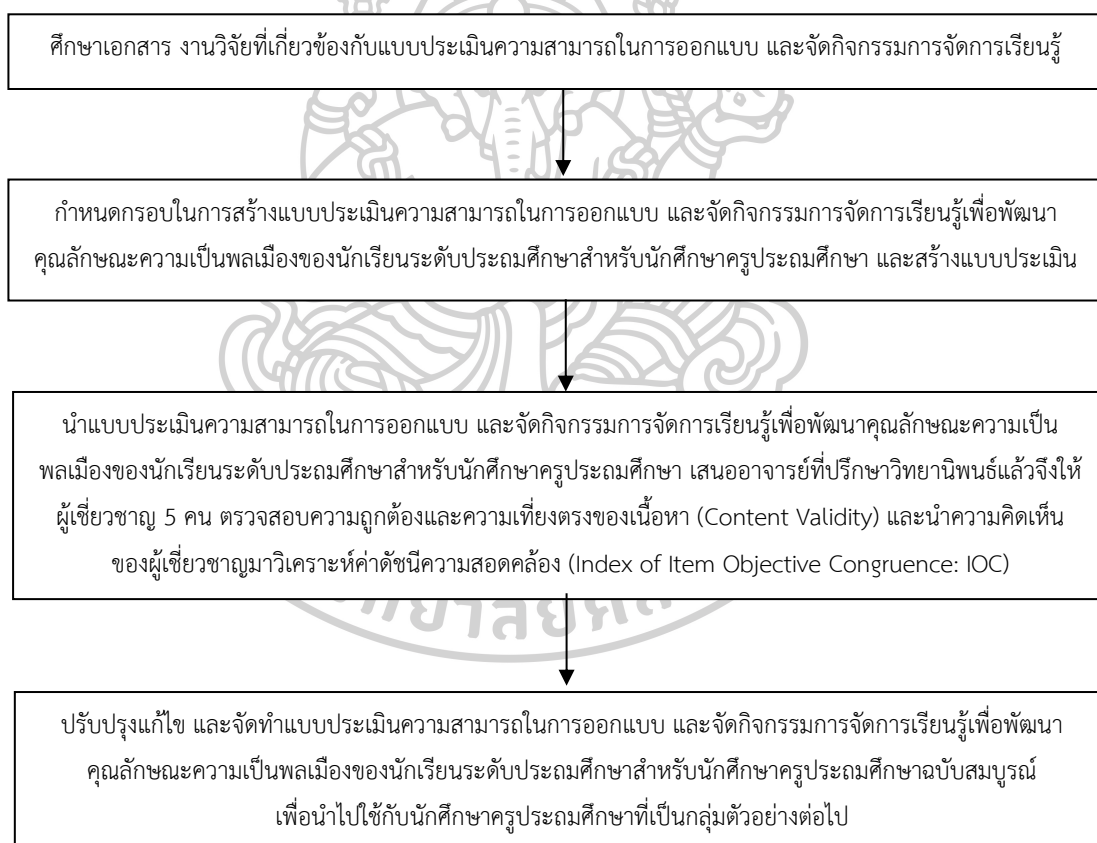 ศึกษาเอกสาร งานวิจัยที่เกี่ยวข้องกับแบบประเมินความสามารถในการออกแบบ และจัดกิจกรรมการจัดการเรียนรู้
กำหนดกรอบในการสร้างแบบประเมินความสามารถในการออกแบบ และจัดกิจกรรมการจัดการเรียนรู้เพื่อพัฒนา
คุณลักษณะความเป็นพลเมืองของนักเรียนระดับประถมศึกษาสำหรับนักศึกษาครูประถมศึกษา และสร้างแบบประเมิน
นำแบบประเมินความสามารถในการออกแบบ และจัดกิจกรรมการจัดการเรียนรู้เพื่อพัฒนาคุณลักษณะความเป็น
พลเมืองของนักเรียนระดับประถมศึกษาสำหรับนักศึกษาครูประถมศึกษา เสนออาจารย์ที่ปรึกษาวิทยานิพนธ์แล้วจึงให้
ผู้เชี่ยวชาญ 5 คน ตรวจสอบความถูกต้องและความเที่ยงตรงของเนื้อหา (Content Validity) และนำความคิดเห็น
ของผู้เชี่ยวชาญมาวิเคราะห์ค่าดัชนีความสอดคล้อง (Index of Item Objective Congruence: IOC)
ปรับปรุงแก้ไข และจัดทำแบบประเมินความสามารถในการออกแบบ และจัดกิจกรรมการจัดการเรียนรู้เพื่อพัฒนา
คุณลักษณะความเป็นพลเมืองของนักเรียนระดับประถมศึกษาสำหรับนักศึกษาครูประถมศึกษาฉบับสมบูรณ์
เพื่อนำไปใช้กับนักศึกษาครูประถมศึกษาที่เป็นกลุ่มตัวอย่างต่อไป